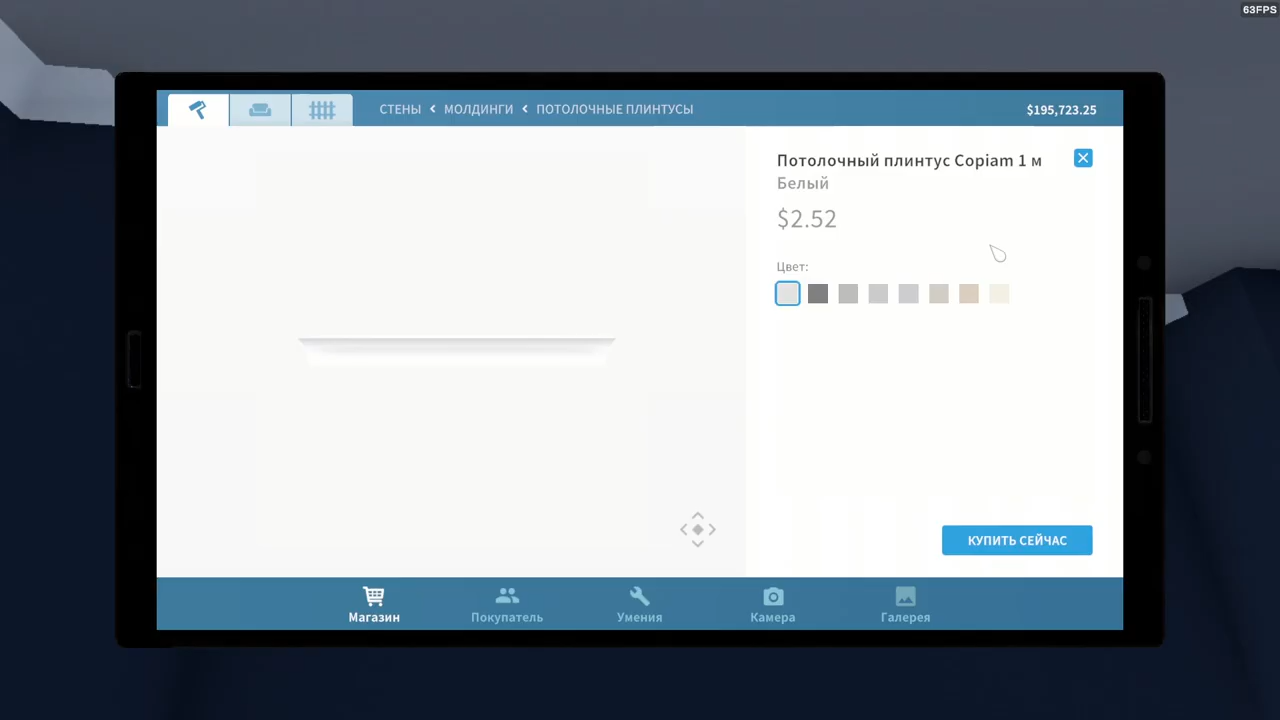 63FPS
СТЕНЫ < МОЛДИНГИ < ПОТОЛОЧНЫЕ ПЛИНТУСЫ
$195,723.25
Потолочный плинтус Copiam 1 м
Белый
$2.52
Цвет:
КУПИТЬ СЕЙЧАС
Магазин
Покупатель
Умения
Камера
Галерея